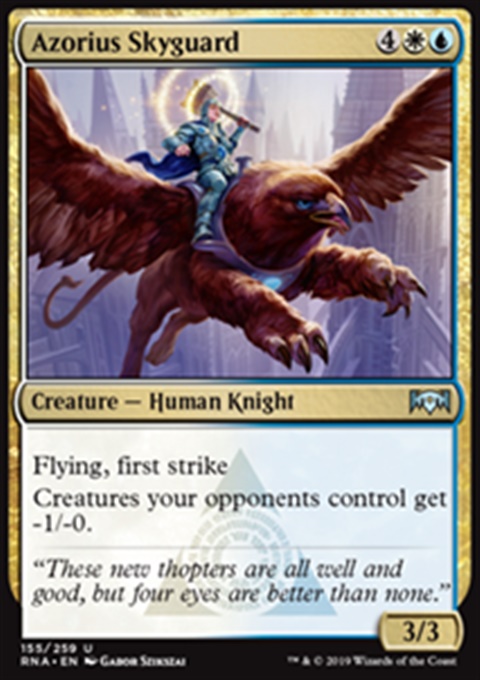 Azorius Skyguard 4
Creature — Human Knight
Flying, first strike
Creatures your opponents control get
-1/-0.
“These new thopters are all well and
good, but four eyes are better than none.”
3/3
155/259 U
RNA • EN Gabor Szikszai
™ & © 2019 Wizards of the Coast